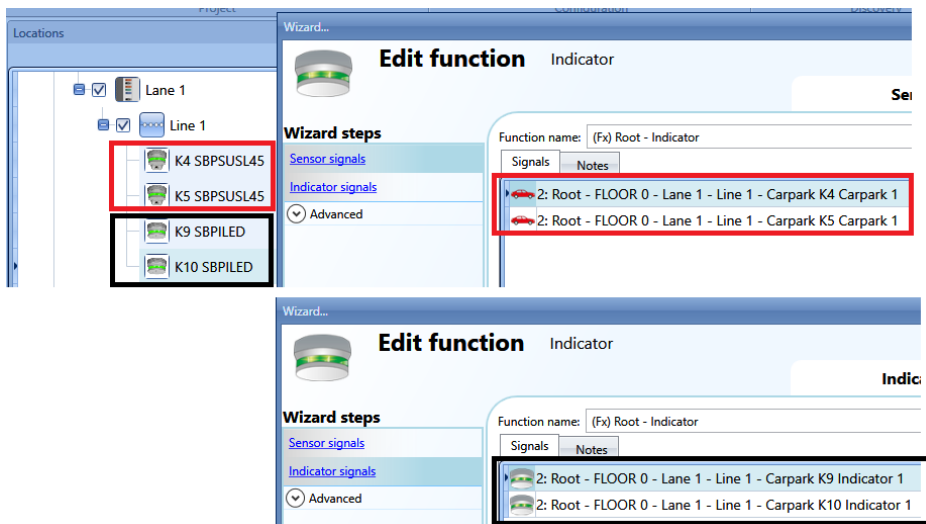 Project
Configuration
Discovery
Locations
Lane 1
Line 1
K4 SBPSUSL45
K5 SBPSUSL45
K9 SBPILED
K10 SBPILED
Wizard...
Edit function Indicator
Wizard steps
Sensor signals
Indicator signals
Advanced
Function name: (Fx) Root - Indicator
Signals Notes
2: Root - FLOOR 0 - Lane 1 - Line 1 - Carpark K4 Carpark 1
2: Root - FLOOR 0 - Lane 1 - Line 1 - Carpark K5 Carpark 1
Wizard...
Edit function Indicator
Wizard steps
Sensor signals
Indicator signals
Advanced
Function name: (Fx) Root - Indicator
Signals Notes
2: Root - FLOOR 0 - Lane 1 - Line 1 - Carpark K9 Indicator 1
2: Root - FLOOR 0 - Lane 1 - Line 1 - Carpark K10 Indicator 1